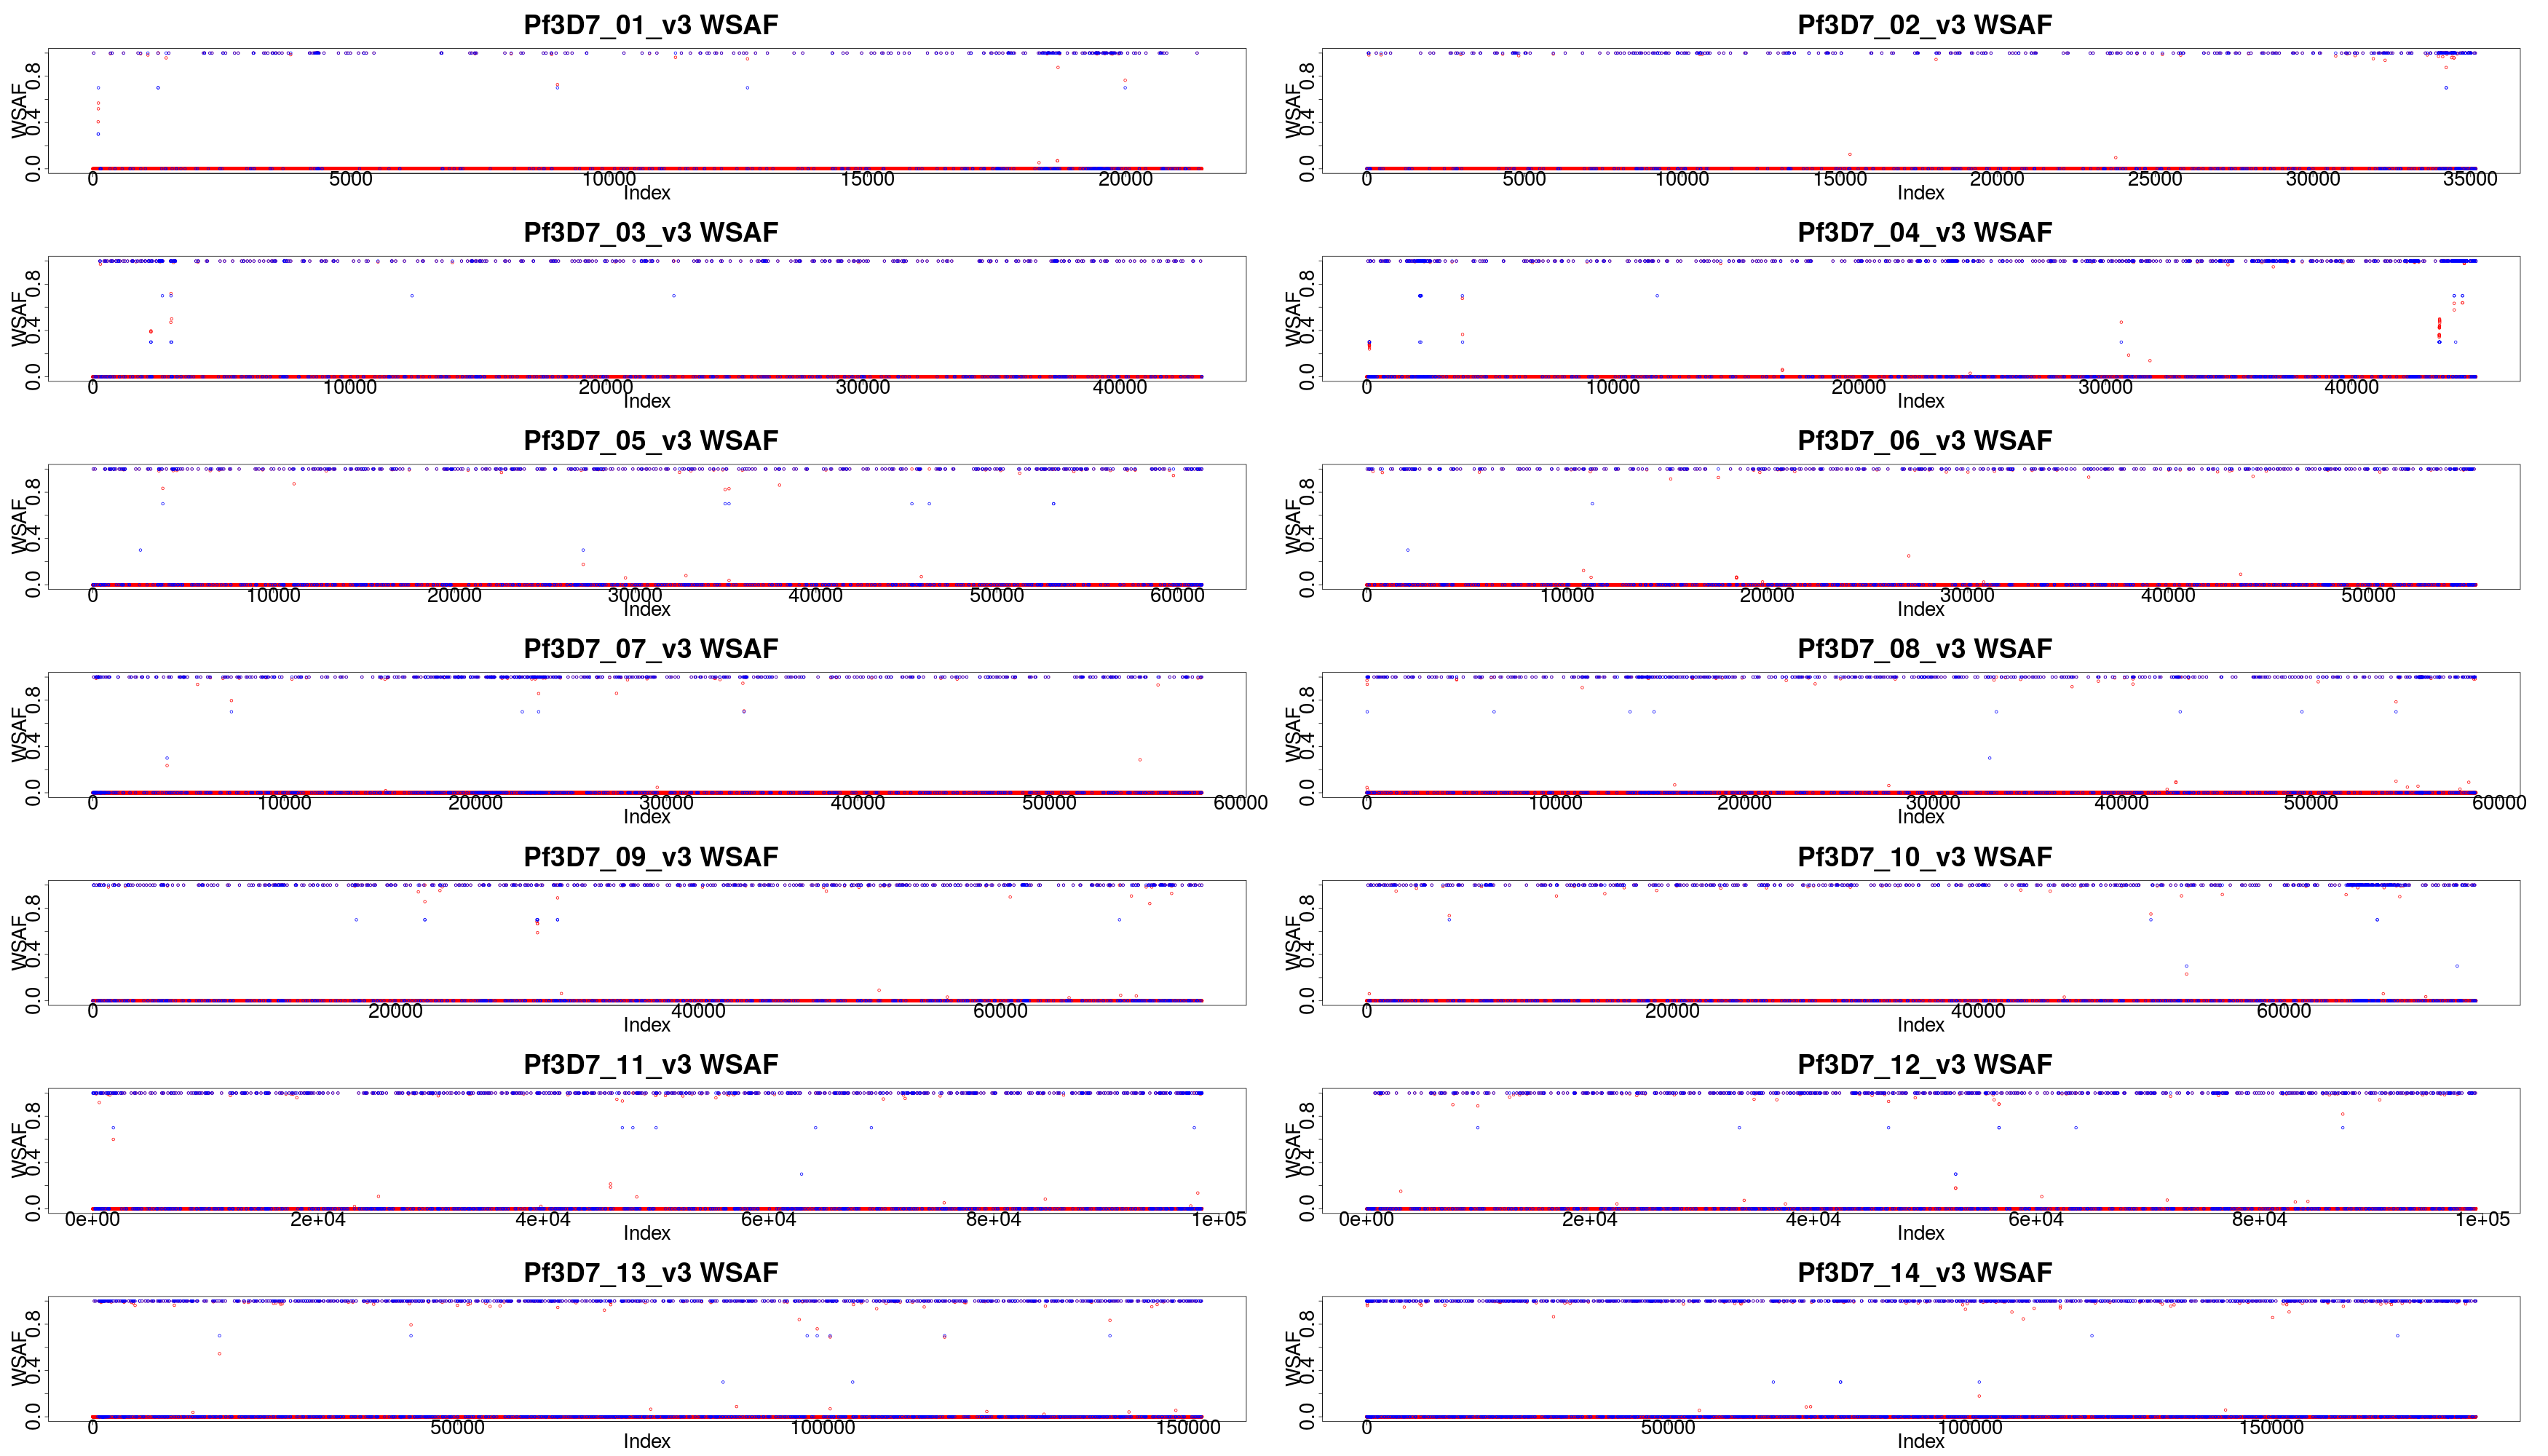 Pf3D7_01_v3 WSAF
WSAF
0.0 0.4 0.8
0 5000 10000 15000 20000
Index
Pf3D7_02_v3 WSAF
WSAF
0.0 0.4 0.8
0 5000 10000 15000 20000 25000 30000 35000
Index
Pf3D7_03_v3 WSAF
WSAF
0.0 0.4 0.8
0 10000 20000 30000 40000
Index
Pf3D7_04_v3 WSAF
WSAF
0.0 0.4 0.8
0 10000 20000 30000 40000
Index
Pf3D7_05_v3 WSAF
WSAF
0.0 0.4 0.8
0 10000 20000 30000 40000 50000 60000
Index
Pf3D7_06_v3 WSAF
WSAF
0.0 0.4 0.8
0 10000 20000 30000 40000 50000
Index
Pf3D7_07_v3 WSAF
WSAF
0.0 0.4 0.8
0 10000 20000 30000 40000 50000 60000
Index
Pf3D7_08_v3 WSAF
WSAF
0.0 0.4 0.8
0 10000 20000 30000 40000 50000 60000
Index
Pf3D7_09_v3 WSAF
WSAF
0.0 0.4 0.8
0 20000 40000 60000
Index
Pf3D7_10_v3 WSAF
WSAF
0.0 0.4 0.8
0 20000 40000 60000
Index
Pf3D7_11_v3 WSAF
WSAF
0.0 0.4 0.8
0e+00 2e+04 4e+04 6e+04 8e+04 1e+05
Index
Pf3D7_12_v3 WSAF
WSAF
0.0 0.4 0.8
0e+00 2e+04 4e+04 6e+04 8e+04 1e+05
Index
Pf3D7_13_v3 WSAF
WSAF
0.0 0.4 0.8
0 50000 100000 150000
Index
Pf3D7_14_v3 WSAF
WSAF
0.0 0.4 0.8
0 50000 100000 150000
Index